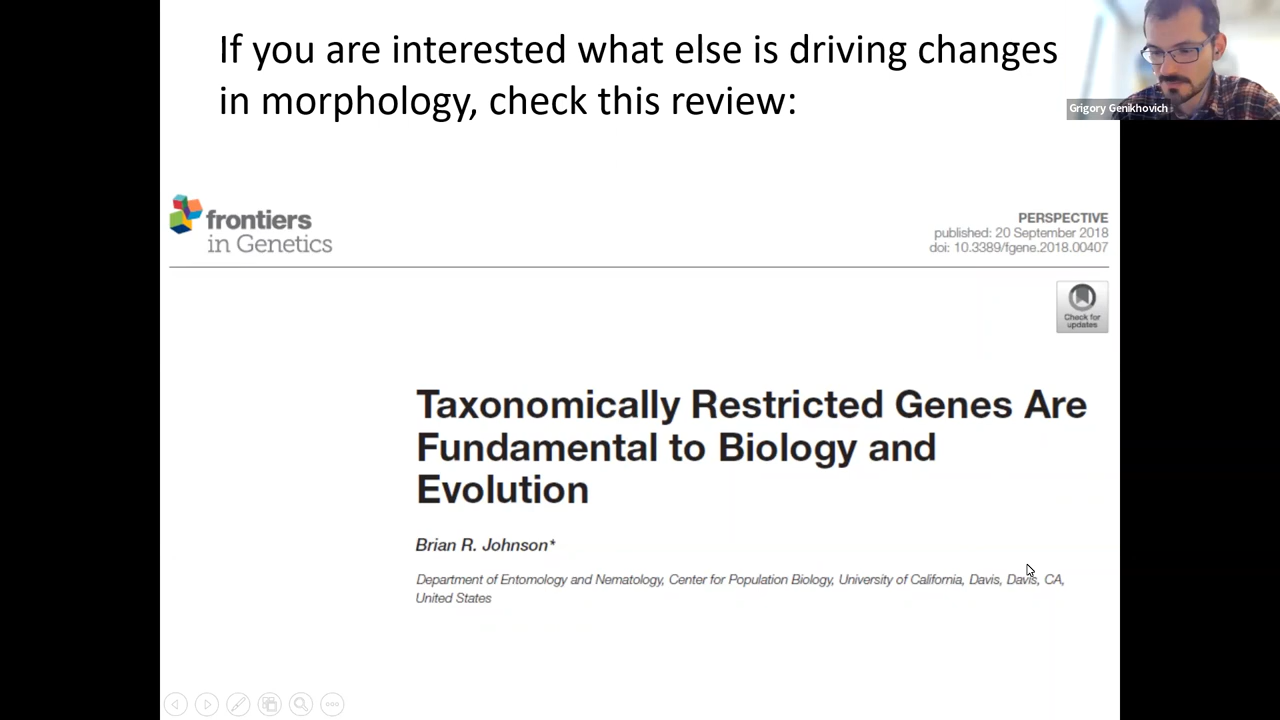 If you are interested what else is driving changes
in morphology, check this review:
Grigory Genikhovich
frontiers
in Genetics
PERSPECTIVE
published: 20 September 2018
doi: 10.3389/fgene.2018.00407
Check for
updates
Taxonomically Restricted Genes Are
Fundamental to Biology and
Evolution
Brian R. Johnson*
Department of Entomology and Nematology, Center for Population Biology, University of California, Davis, Davis, CA,
United States